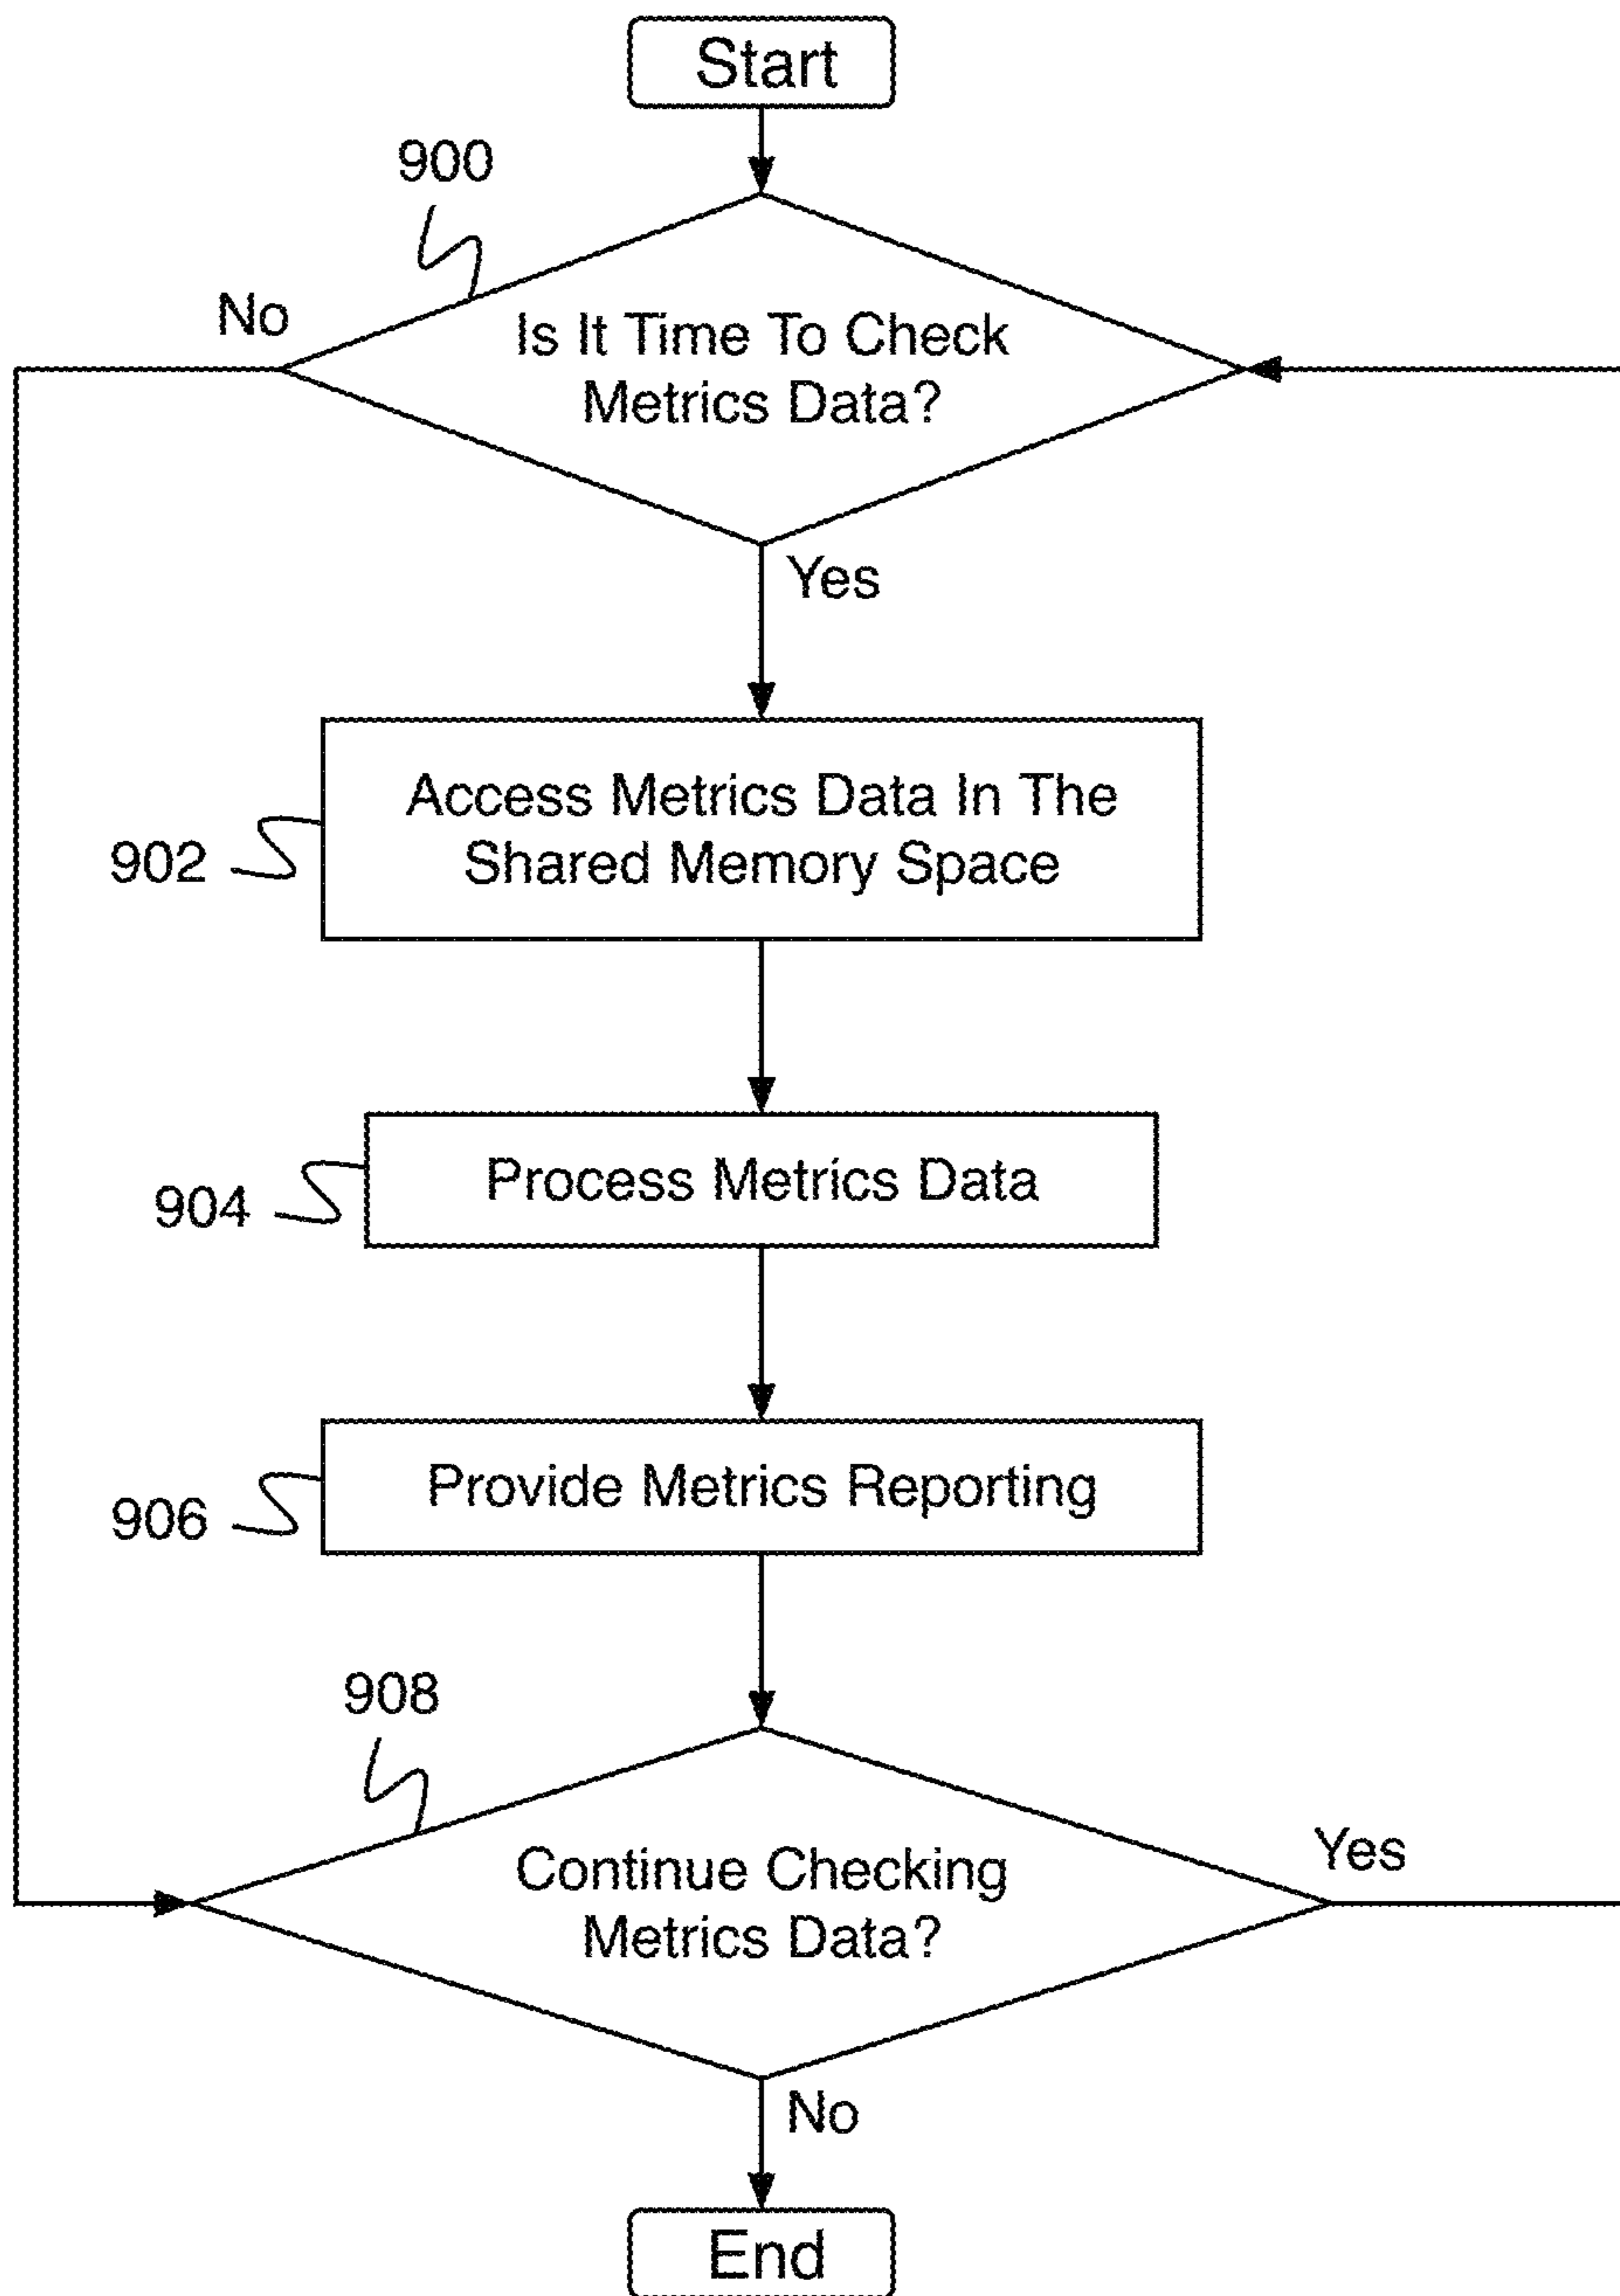 Start
900
No
Is It Time To Check
Metrics Data?
Yes
Access Metrics Data In The
Shared Memory Space
902
Process Metrics Data
904
Provide Metrics Reporting
906
908
Continue Checking
Metrics Data?
Yes
No
End